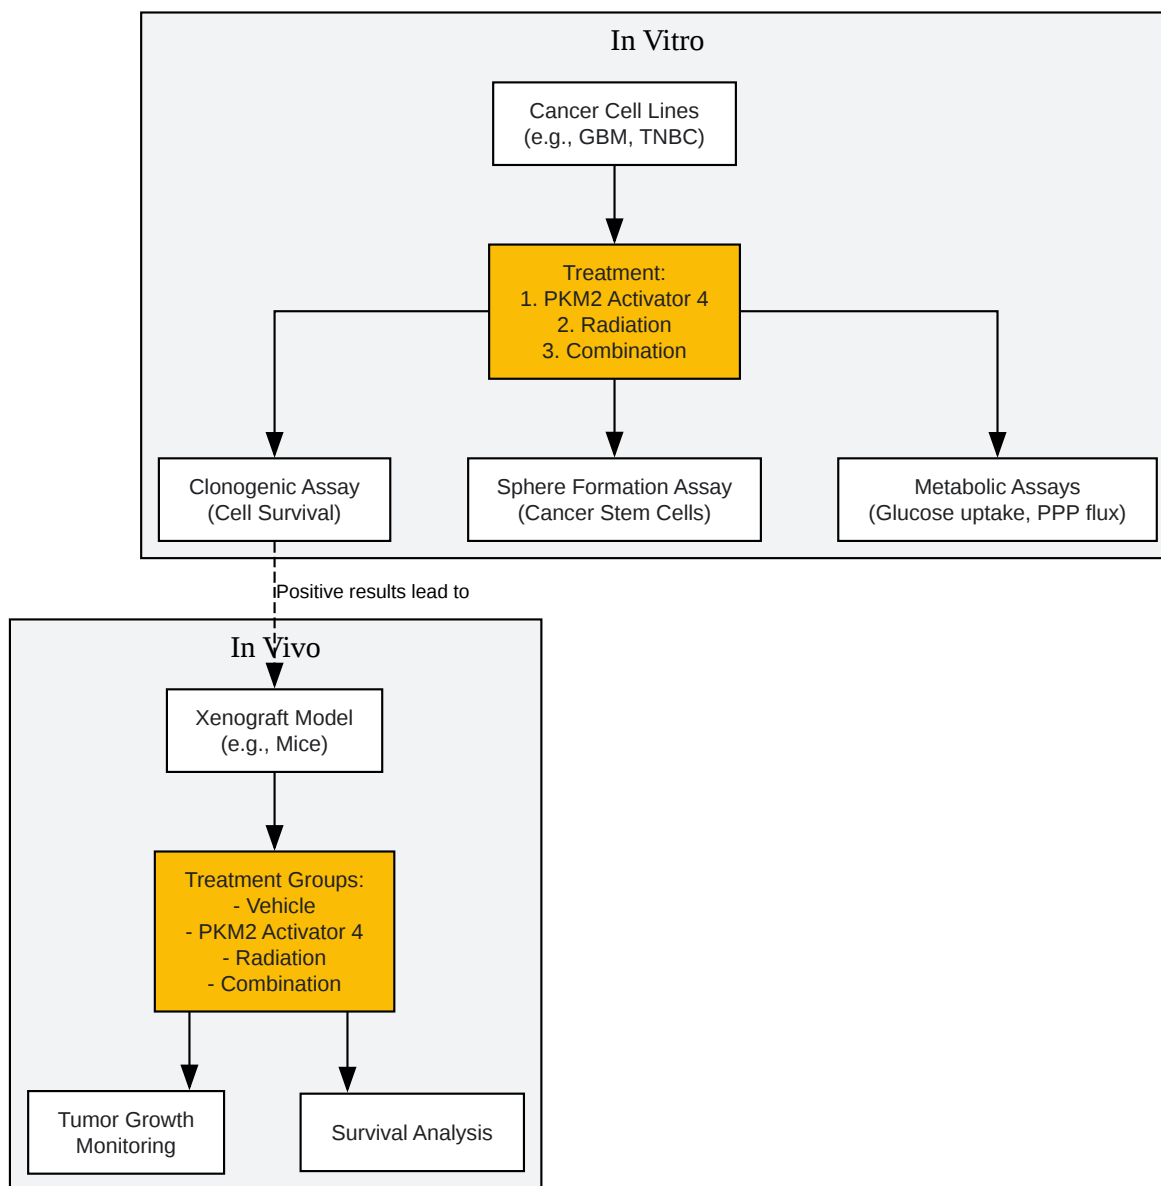 In Vitro
Cancer Cell Lines
(e.g., GBM, TNBC)
Treatment:
1. PKM2 Activator 4
2. Radiation
3. Combination
Clonogenic Assay
(Cell Survival)
Sphere Formation Assay
(Cancer Stem Cells)
Metabolic Assays
(Glucose uptake, PPP flux)
Positive results lead to
In Vivo
Xenograft Model
(e.g., Mice)
Treatment Groups:
- Vehicle
- PKM2 Activator 4
- Radiation
- Combination
Tumor Growth
Monitoring
Survival Analysis